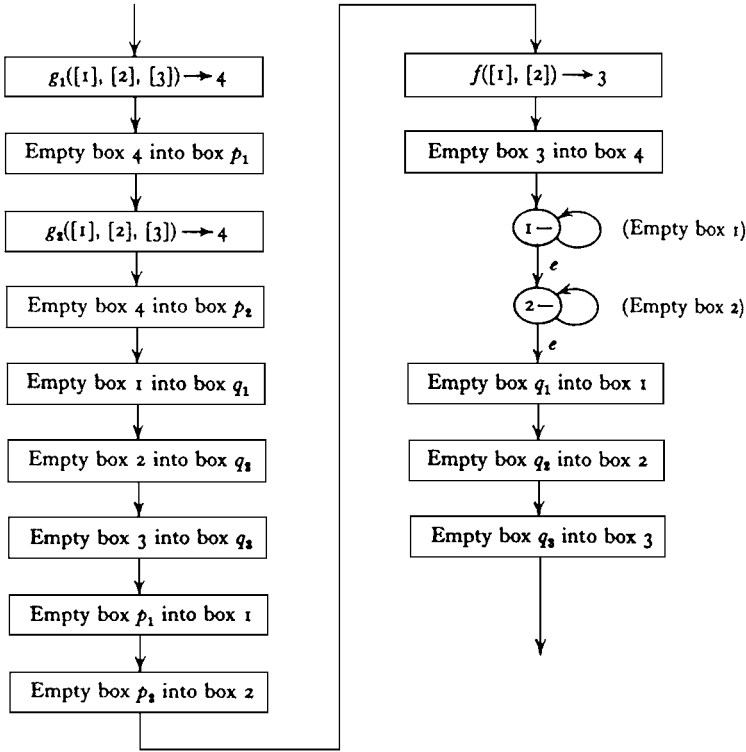 g₁([1], [2], [3]) → 4
Empty box 4 into box p₁
g₂([1], [2], [3]) → 4
Empty box 4 into box p₂
Empty box 1 into box q₁
Empty box 2 into box q₂
Empty box 3 into box q₃
Empty box p₁ into box 1
Empty box p₂ into box 2
f([1], [2]) → 3
Empty box 3 into box 4
1 − (Empty box 1)
e
2 − (Empty box 2)
e
Empty box q₁ into box 1
Empty box q₂ into box 2
Empty box q₃ into box 3